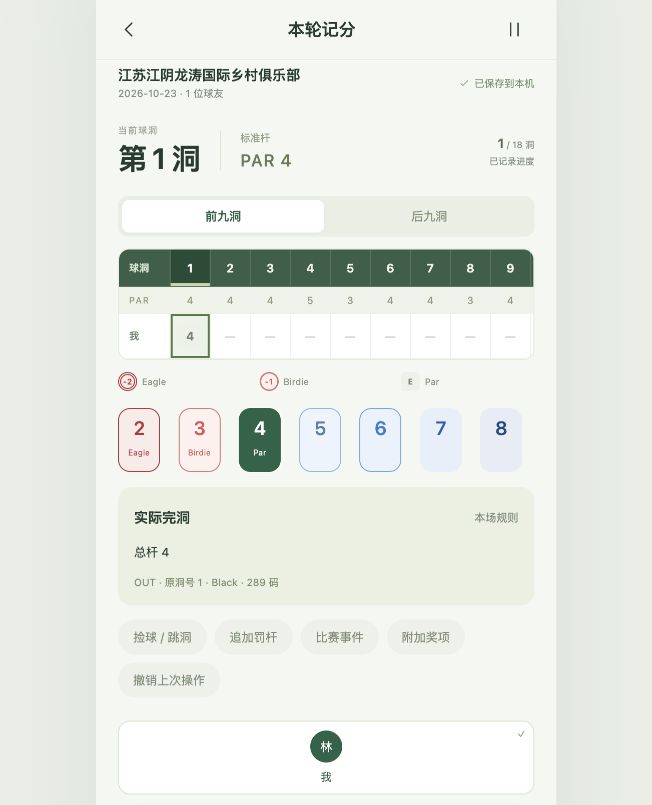 本轮记分
江苏江阴龙涛国际乡村俱乐部
2026-10-23 · 1 位球友
已保存到本机
当前球洞
第 1 洞
标准杆
PAR 4
1 / 18 洞
已记录进度
前九洞 后九洞
球洞 1 2 3 4 5 6 7 8 9
PAR 4 4 4 5 3 4 4 3 4
我 4 — — — — — — — —
-2 Eagle -1 Birdie E Par
2 3 4 5 6 7 8
Eagle Birdie Par
实际完洞 本场规则
总杆 4
OUT · 原洞号 1 · Black · 289 码
捡球 / 跳洞 追加罚杆 比赛事件 附加奖项
撤销上次操作
林
我